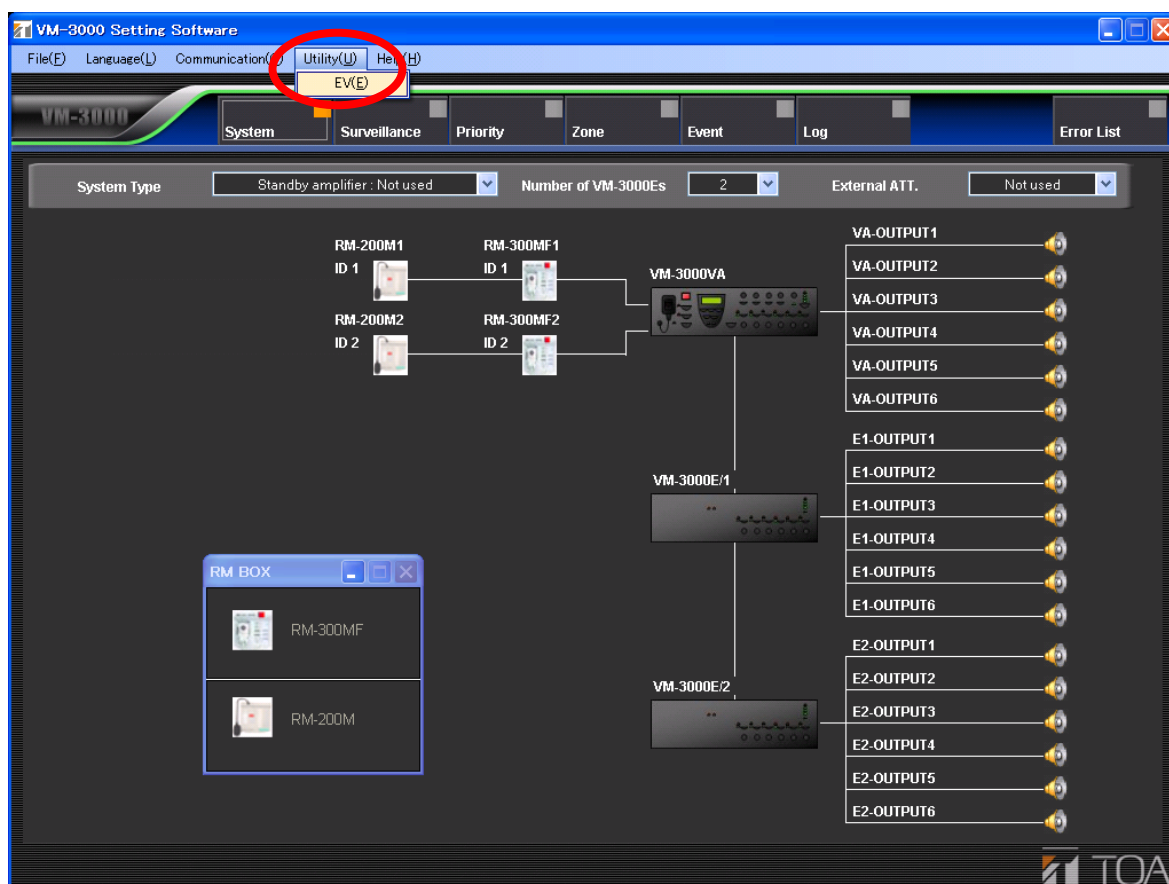 VM-3000 Setting Software
File(F) Language(L) Communication( ) Utility(U) Help(H)
EV(E)
VM-3000
System Surveillance Priority Zone Event Log Error List
System Type Standby amplifier : Not used Number of VM-3000Es 2 External ATT. Not used
RM-200M1 RM-300MF1
ID 1 ID 1
RM-200M2 RM-300MF2
ID 2 ID 2
VM-3000VA
VA-OUTPUT1
VA-OUTPUT2
VA-OUTPUT3
VA-OUTPUT4
VA-OUTPUT5
VA-OUTPUT6
VM-3000E/1
E1-OUTPUT1
E1-OUTPUT2
E1-OUTPUT3
E1-OUTPUT4
E1-OUTPUT5
E1-OUTPUT6
VM-3000E/2
E2-OUTPUT1
E2-OUTPUT2
E2-OUTPUT3
E2-OUTPUT4
E2-OUTPUT5
E2-OUTPUT6
RM BOX
RM-300MF
RM-200M
TOA